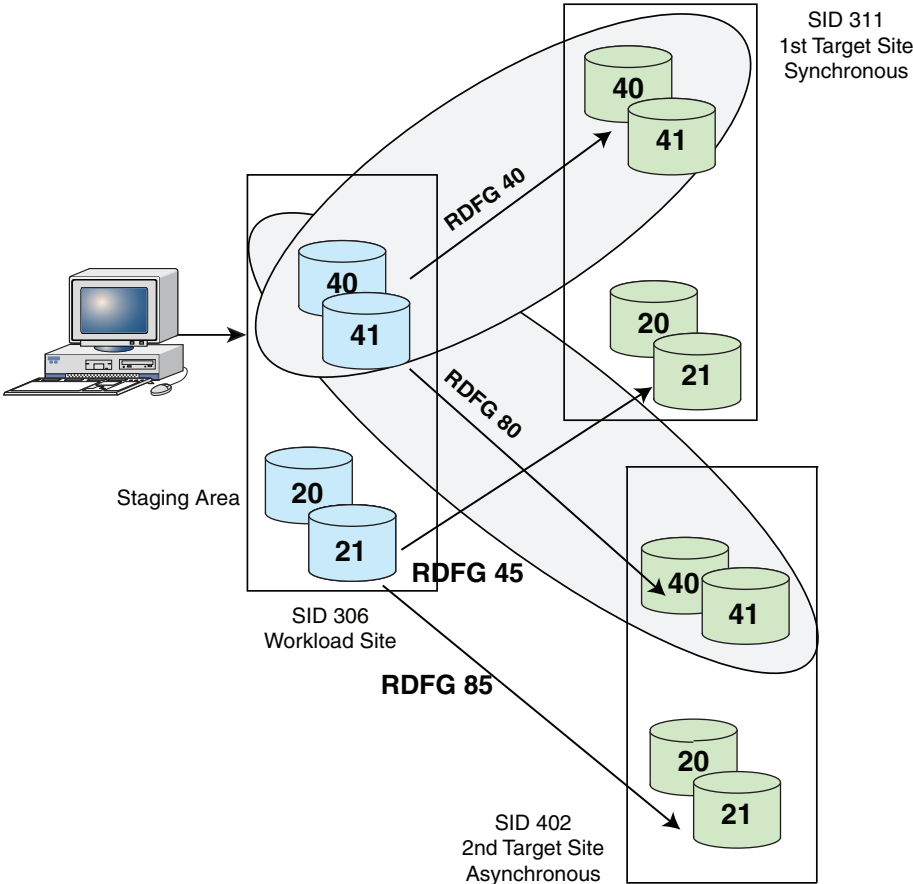 SID 311
1st Target Site
Synchronous
40
41
RDFG 40
40
41
20
21
RDFG 80
Staging Area
20
21
RDFG 45
40
41
SID 306
Workload Site
RDFG 85
20
21
SID 402
2nd Target Site
Asynchronous